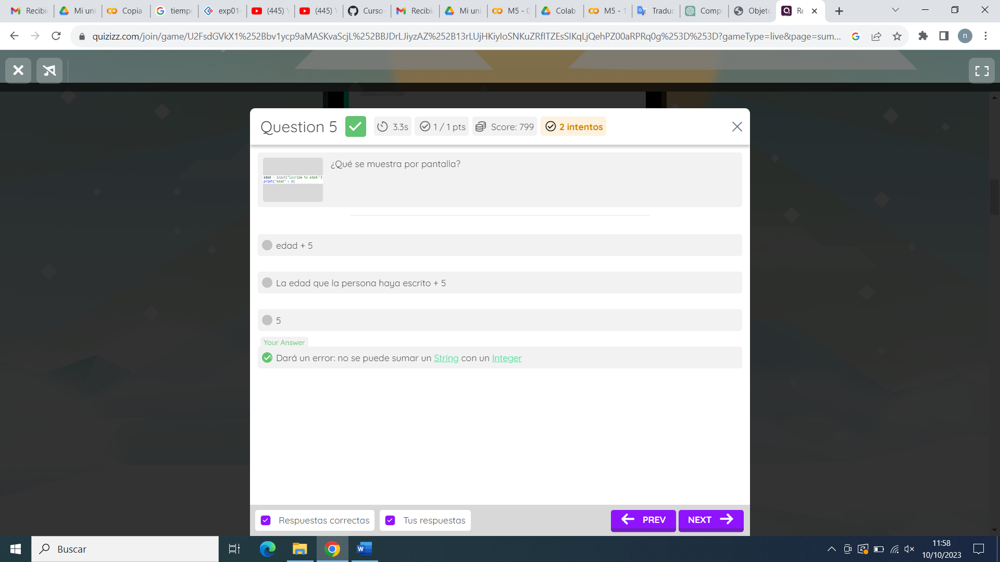 Recibi
Mi uni
Copia
tiempo
exp01
(445) Y
(445) Y
Curso-
Recibi
Mi uni
M5 - 0
Colab
M5 - 1
Traduc
Comp
Objeto
Re
quizizz.com/join/game/U2FsdGVkX1%252Bbv1ycp9aMASKvaScjL%252BBJDrLJiyzAZ%252B13rLUjHKiyIoSNKuZRfITZEsSIKqLjQehPZ00aRPRq0g%253D%253D?gameType=live&page=sum...
n
Question 5
3.3s
1 / 1 pts
Score: 799
2 intentos
¿Qué se muestra por pantalla?
edad = input("Escribe tu edad:")
print("edad" + 5)
edad + 5
La edad que la persona haya escrito + 5
5
Your Answer
Dará un error: no se puede sumar un String con un Integer
Respuestas correctas
Tus respuestas
PREV
NEXT
Buscar
11:58
10/10/2023